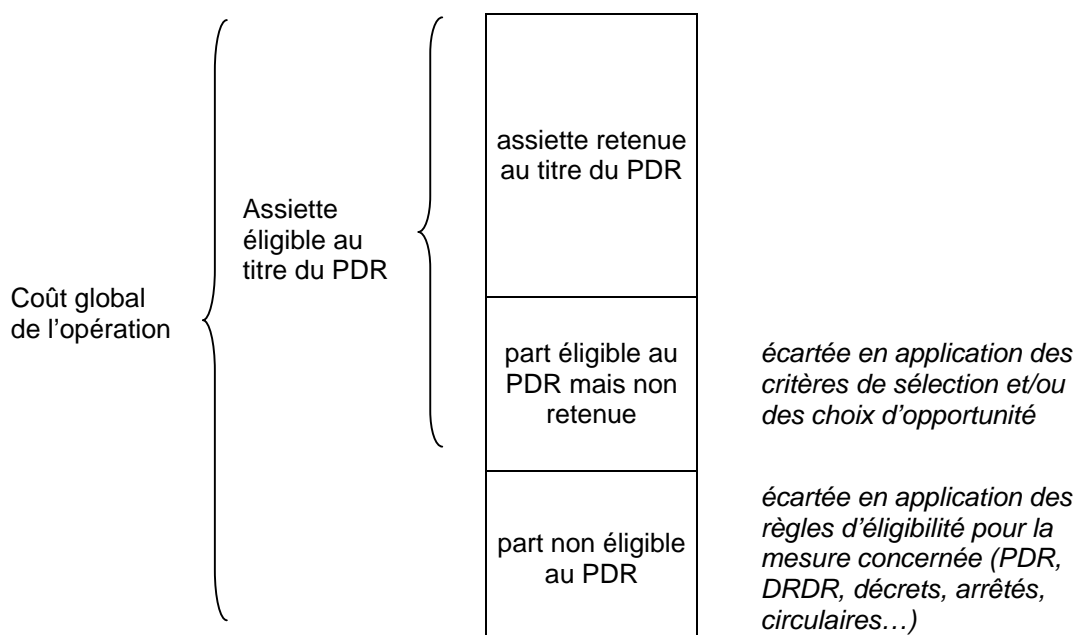 Coût global
de l’opération
Assiette
éligible au
titre du PDR
assiette retenue
au titre du PDR
part éligible au
PDR mais non
retenue
écartée en application des
critères de sélection et/ou
des choix d’opportunité
part non éligible
au PDR
écartée en application des
règles d’éligibilité pour la
mesure concernée (PDR,
DRDR, décrets, arrêtés,
circulaires…)